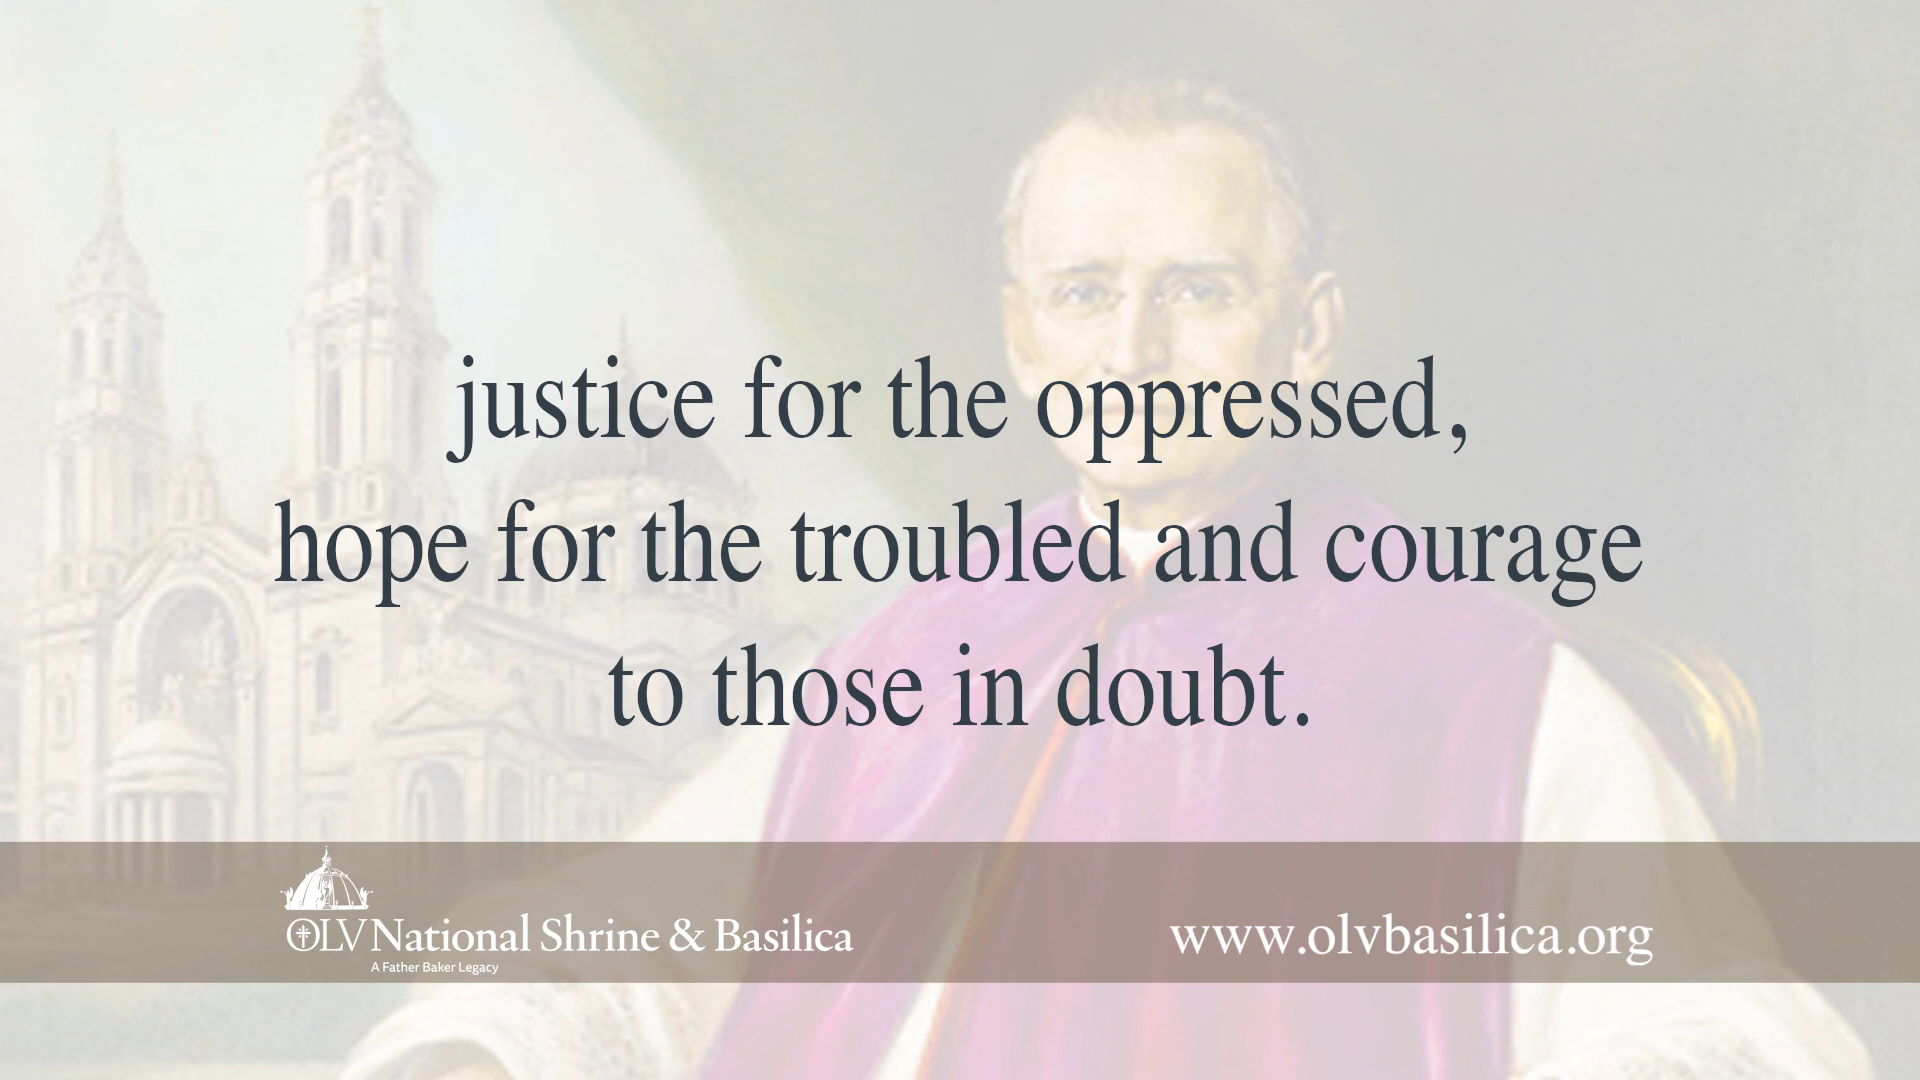 justice for the oppressed,
hope for the troubled and courage
to those in doubt.
OLV National Shrine & Basilica
A Father Baker Legacy
www.olvbasilica.org